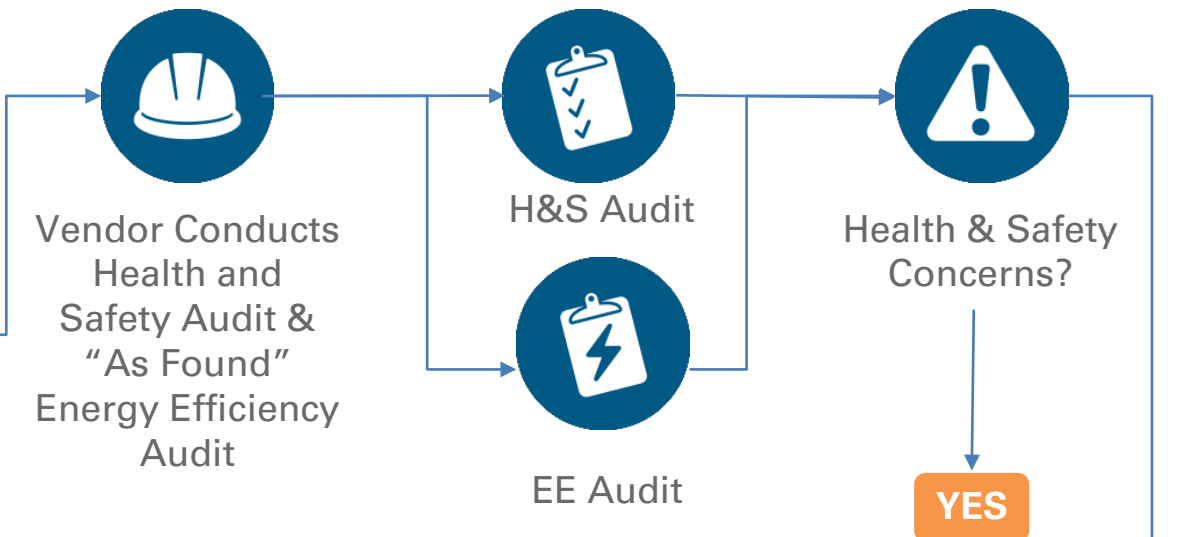 Vendor Conducts
Health and
Safety Audit &
“As Found”
Energy Efficiency
Audit
H&S Audit
EE Audit
Health & Safety
Concerns?
YES